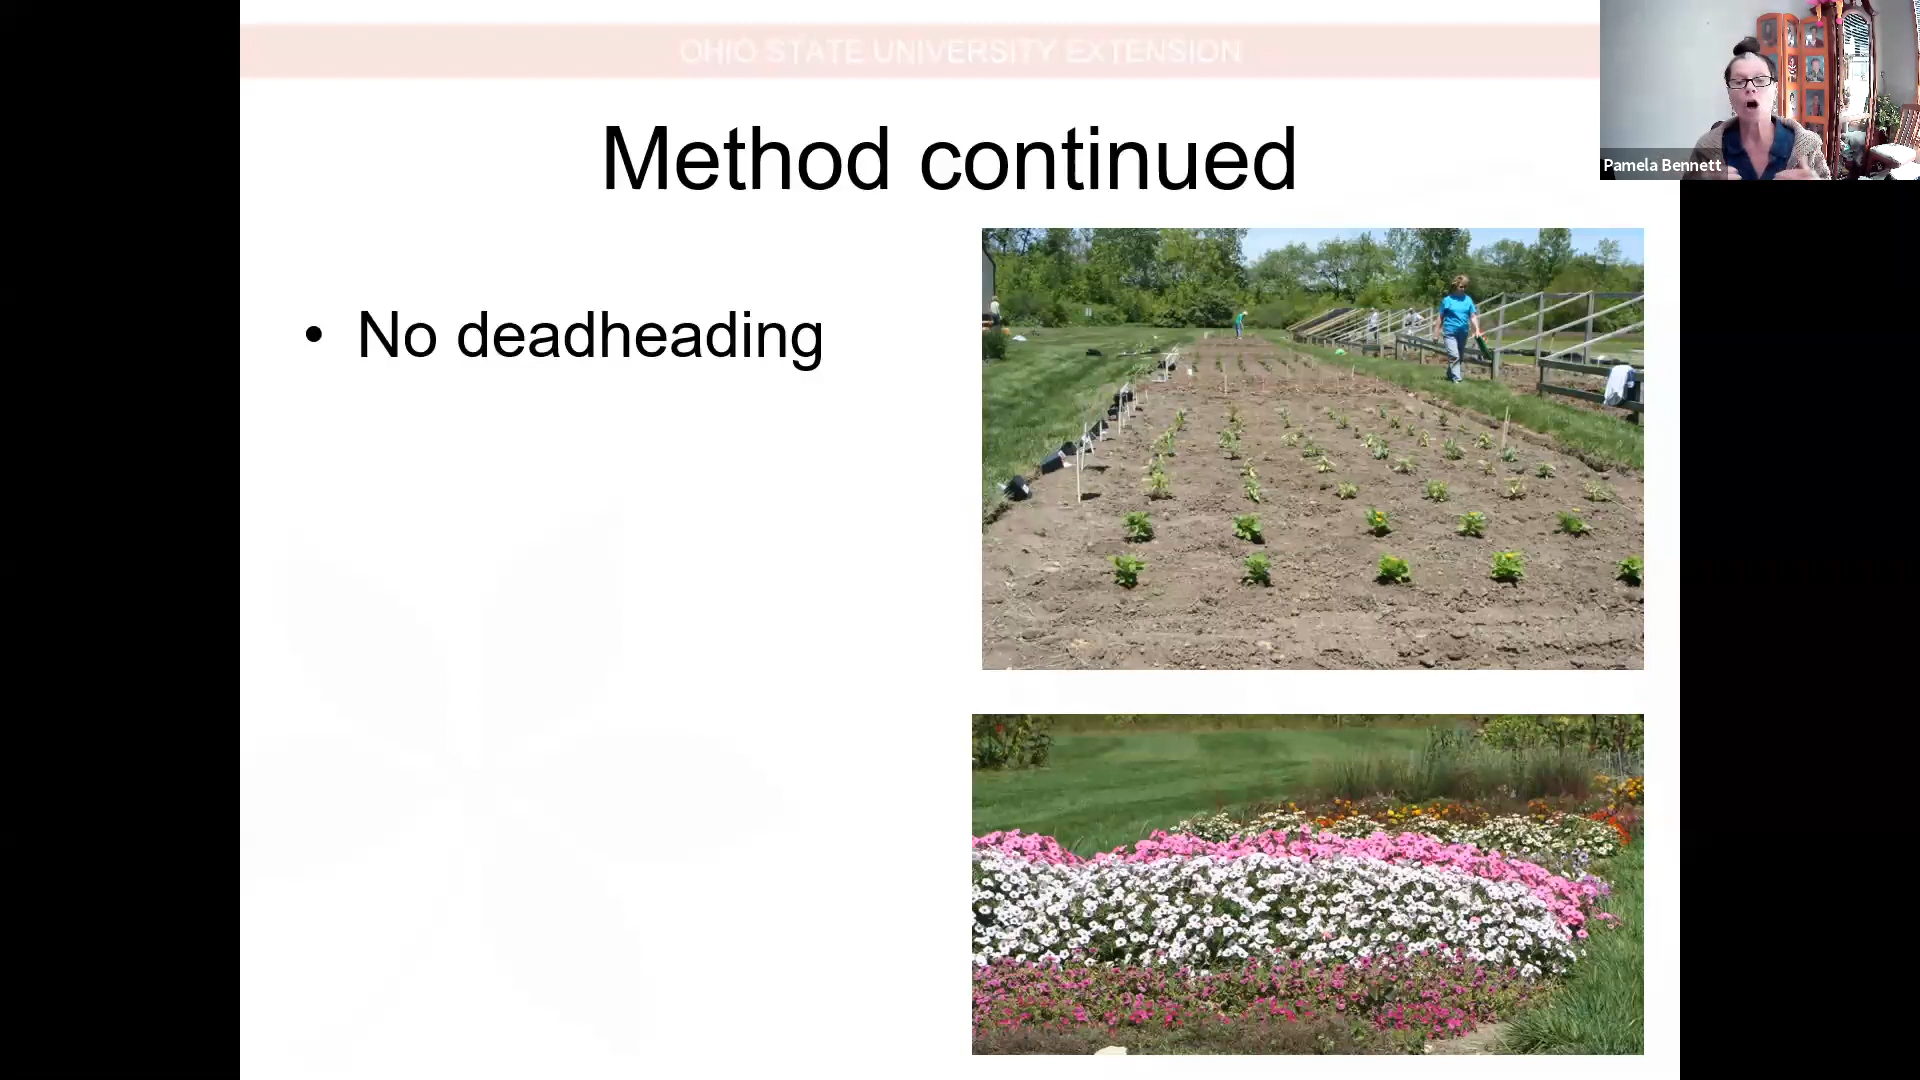 OHIO STATE UNIVERSITY EXTENSION
Method continued
• No deadheading
Pamela Bennett